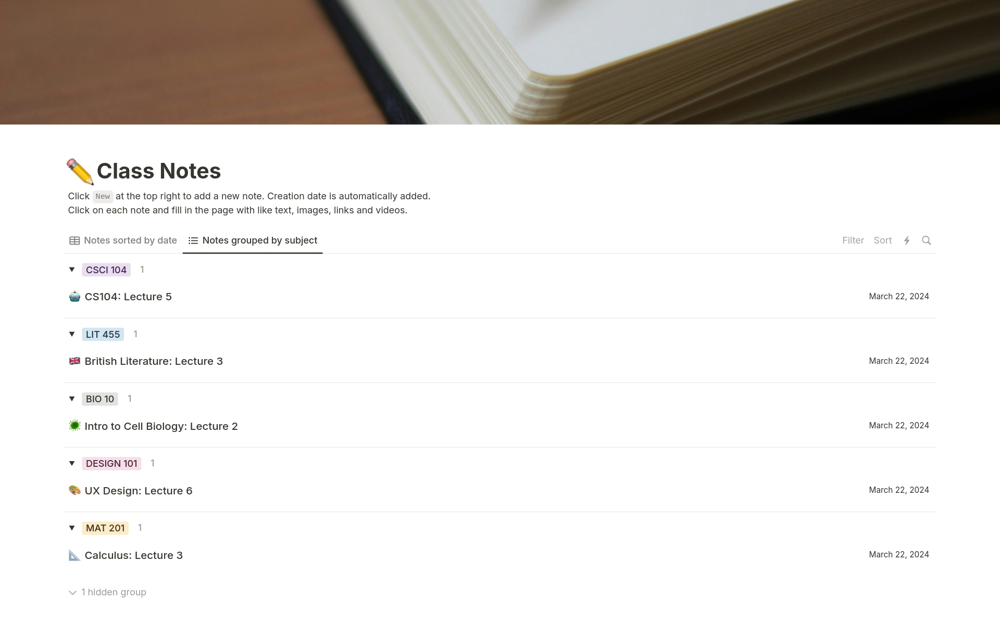 Class Notes
Click New at the top right to add a new note. Creation date is automatically added.
Click on each note and fill in the page with like text, images, links and videos.
Notes sorted by date Notes grouped by subject Filter Sort
CSCI 104 1
CS104: Lecture 5 March 22, 2024
LIT 455 1
British Literature: Lecture 3 March 22, 2024
BIO 10 1
Intro to Cell Biology: Lecture 2 March 22, 2024
DESIGN 101 1
UX Design: Lecture 6 March 22, 2024
MAT 201 1
Calculus: Lecture 3 March 22, 2024
1 hidden group